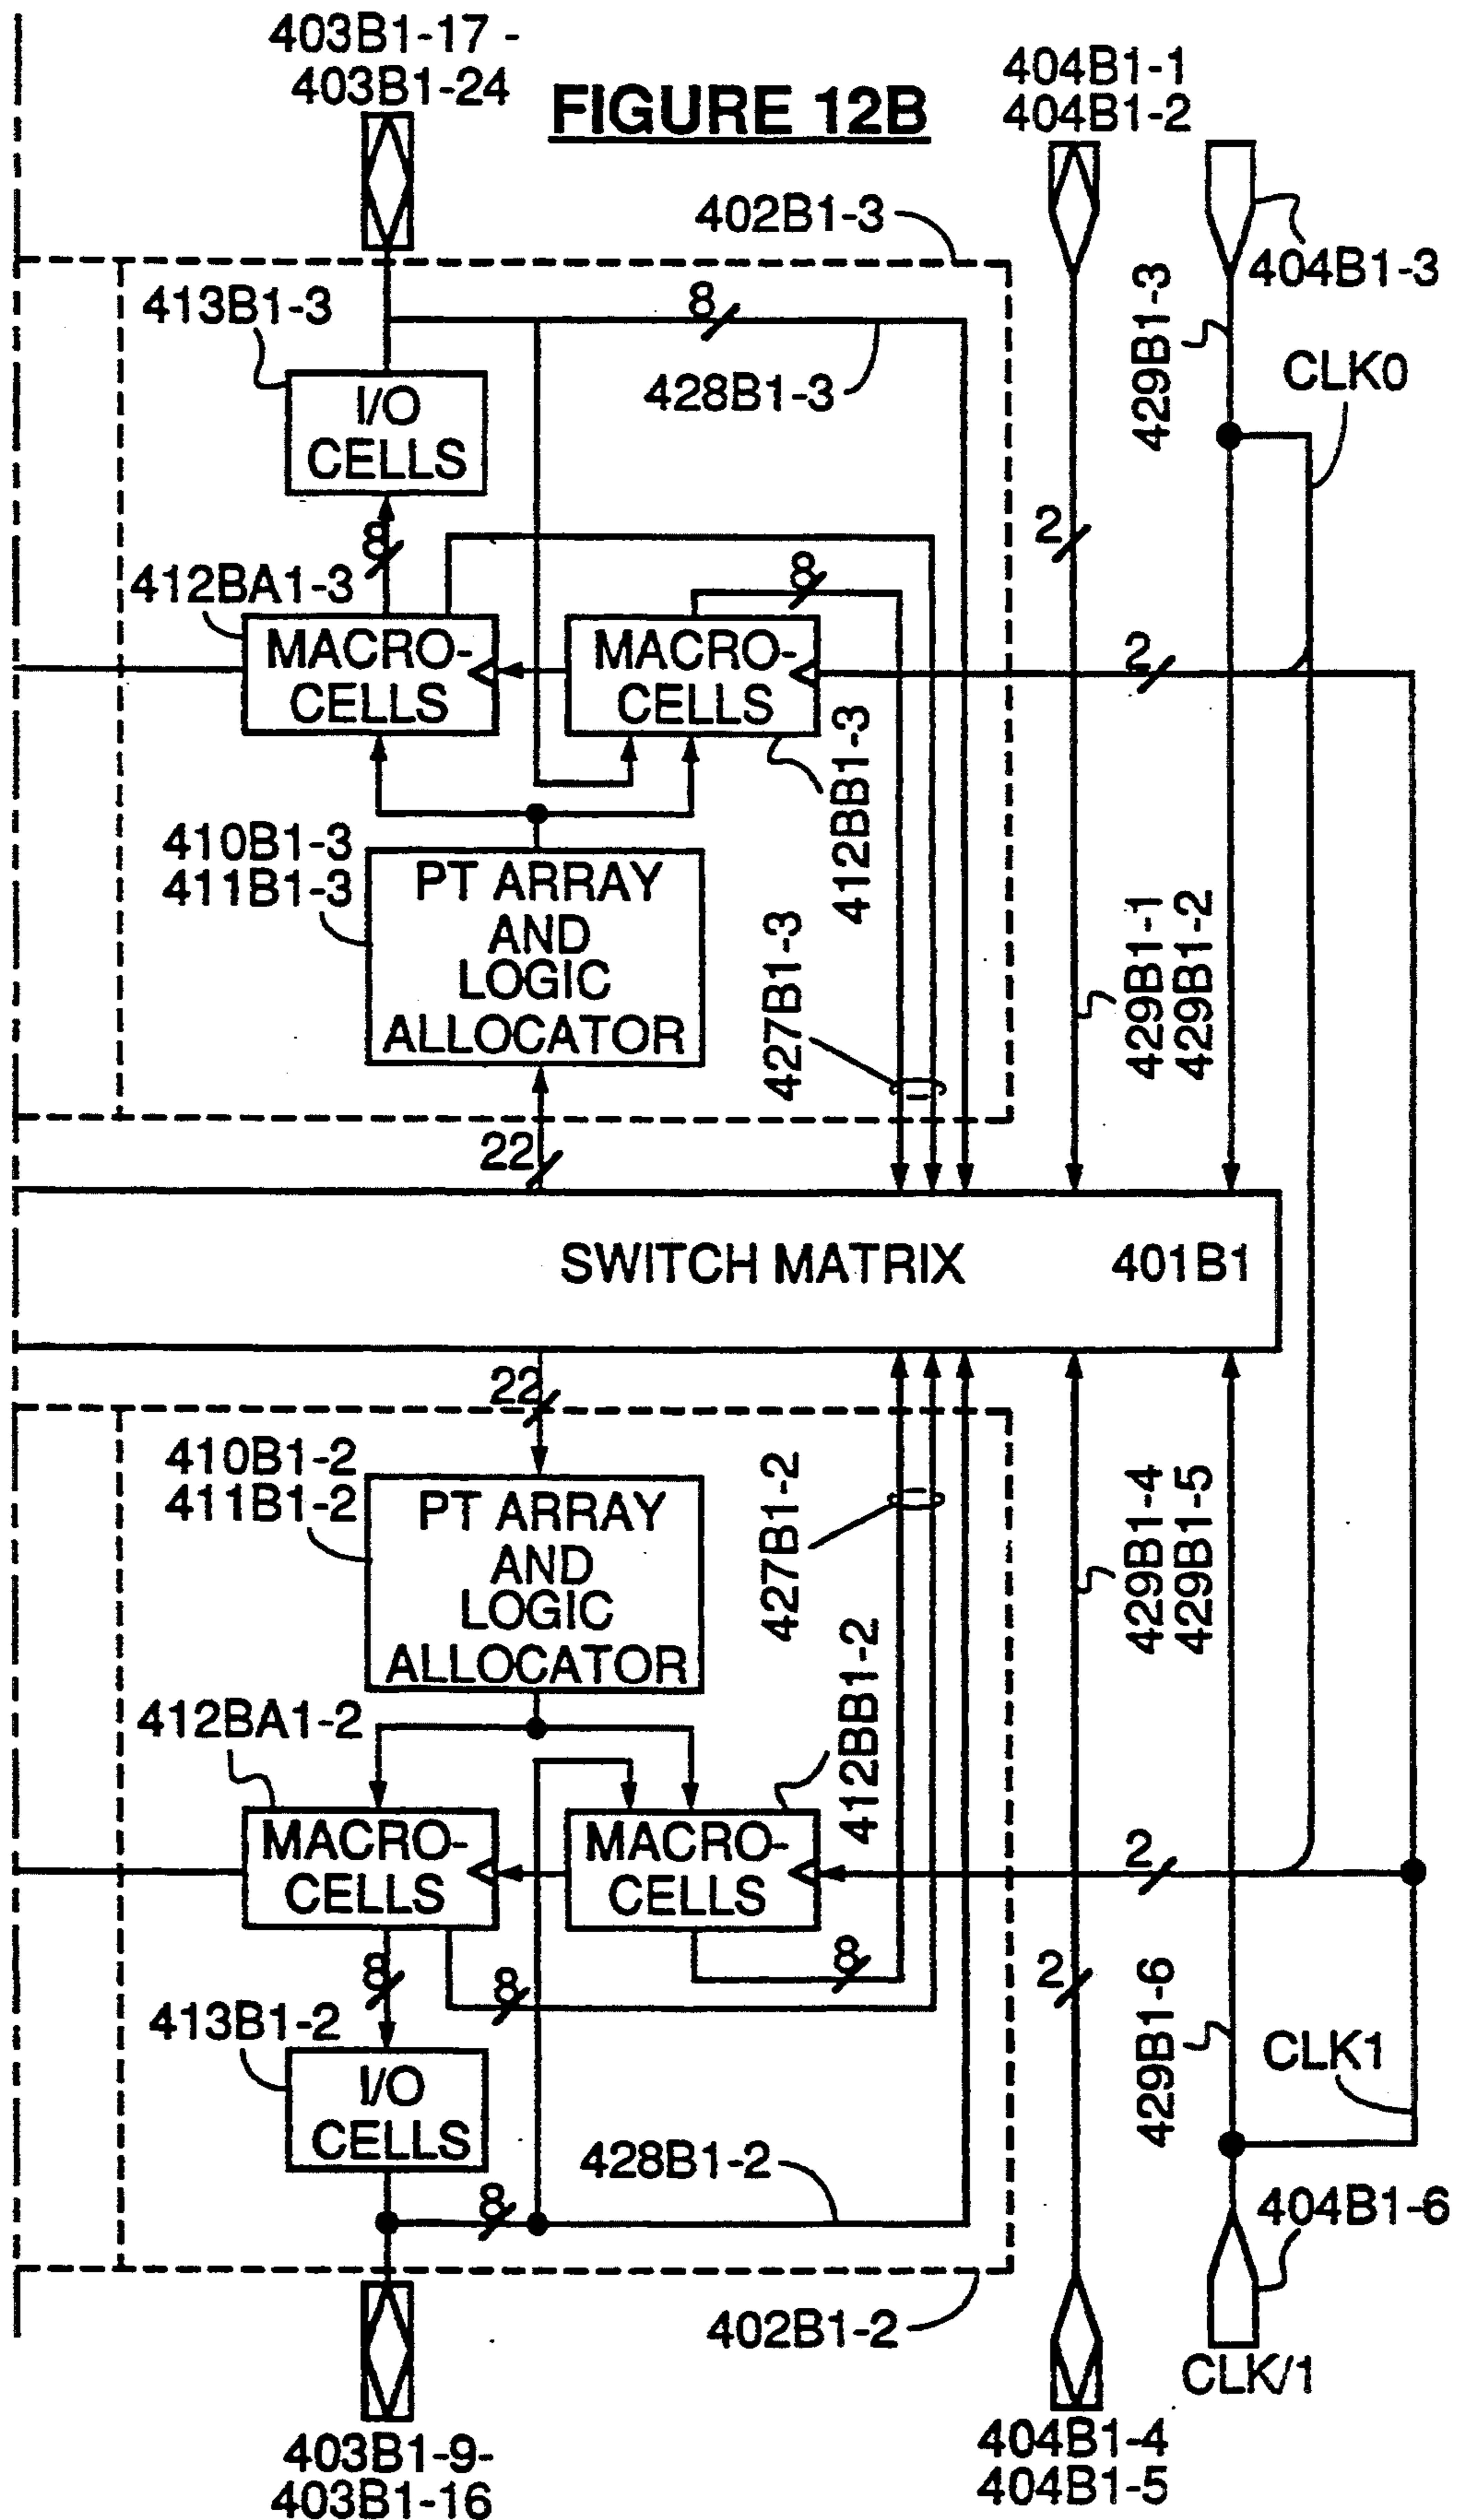 403B1-17 -
403B1-24
FIGURE 12B
404B1-1
404B1-2
402B1-3
404B1-3
413B1-3
8
429B1-3
CLK0
428B1-3
I/O
CELLS
8
2
412BA1-3
8
MACRO-
CELLS
MACRO-
CELLS
2
412BB1-3
410B1-3
411B1-3
PT ARRAY
AND
LOGIC
ALLOCATOR
427B1-3
429B1-1
429B1-2
22
SWITCH MATRIX
401B1
22
410B1-2
411B1-2
PT ARRAY
AND
LOGIC
ALLOCATOR
427B1-2
429B1-4
429B1-5
412BA1-2
412BB1-2
MACRO-
CELLS
MACRO-
CELLS
2
8
8
8
2
413B1-2
429B1-6
CLK1
I/O
CELLS
428B1-2
8
404B1-6
402B1-2
CLK/1
403B1-9-
403B1-16
404B1-4
404B1-5